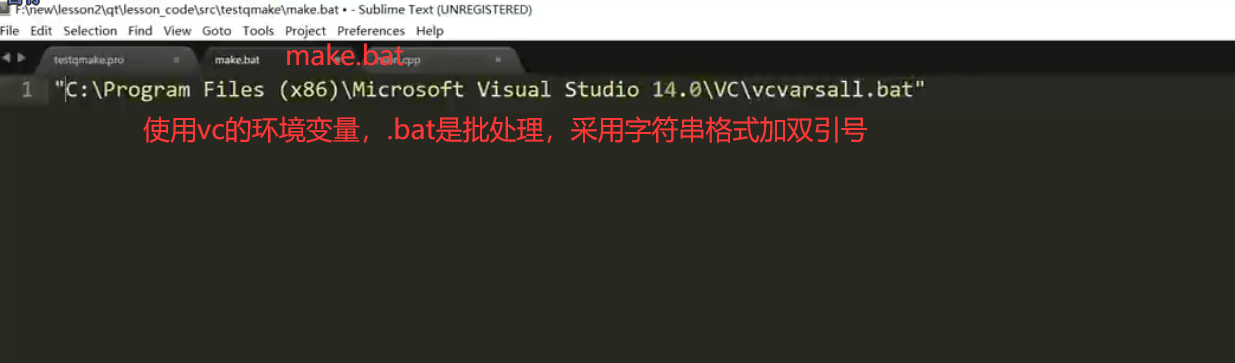 F:\new\lesson2\qt\lesson_code\src\testqmake\make.bat • - Sublime Text (UNREGISTERED)
File Edit Selection Find View Goto Tools Project Preferences Help
testqmake.pro × make.bat make.bat .cpp ×
1 "C:\Program Files (x86)\Microsoft Visual Studio 14.0\VC\vcvarsall.bat"
使用vc的环境变量，.bat是批处理，采用字符串格式加双引号